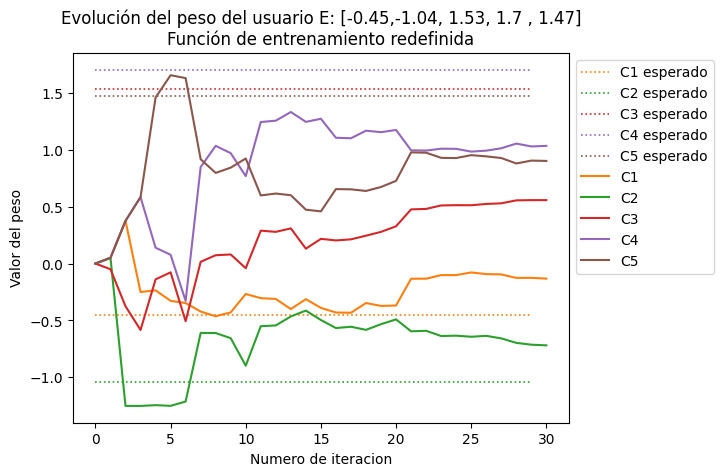 Evolución del peso del usuario E: [-0.45,-1.04, 1.53, 1.7 , 1.47]
Función de entrenamiento redefinida
Valor del peso
1.5
1.0
0.5
0.0
−0.5
−1.0
0
5
10
15
20
25
30
Numero de iteracion
C1 esperado
C2 esperado
C3 esperado
C4 esperado
C5 esperado
C1
C2
C3
C4
C5